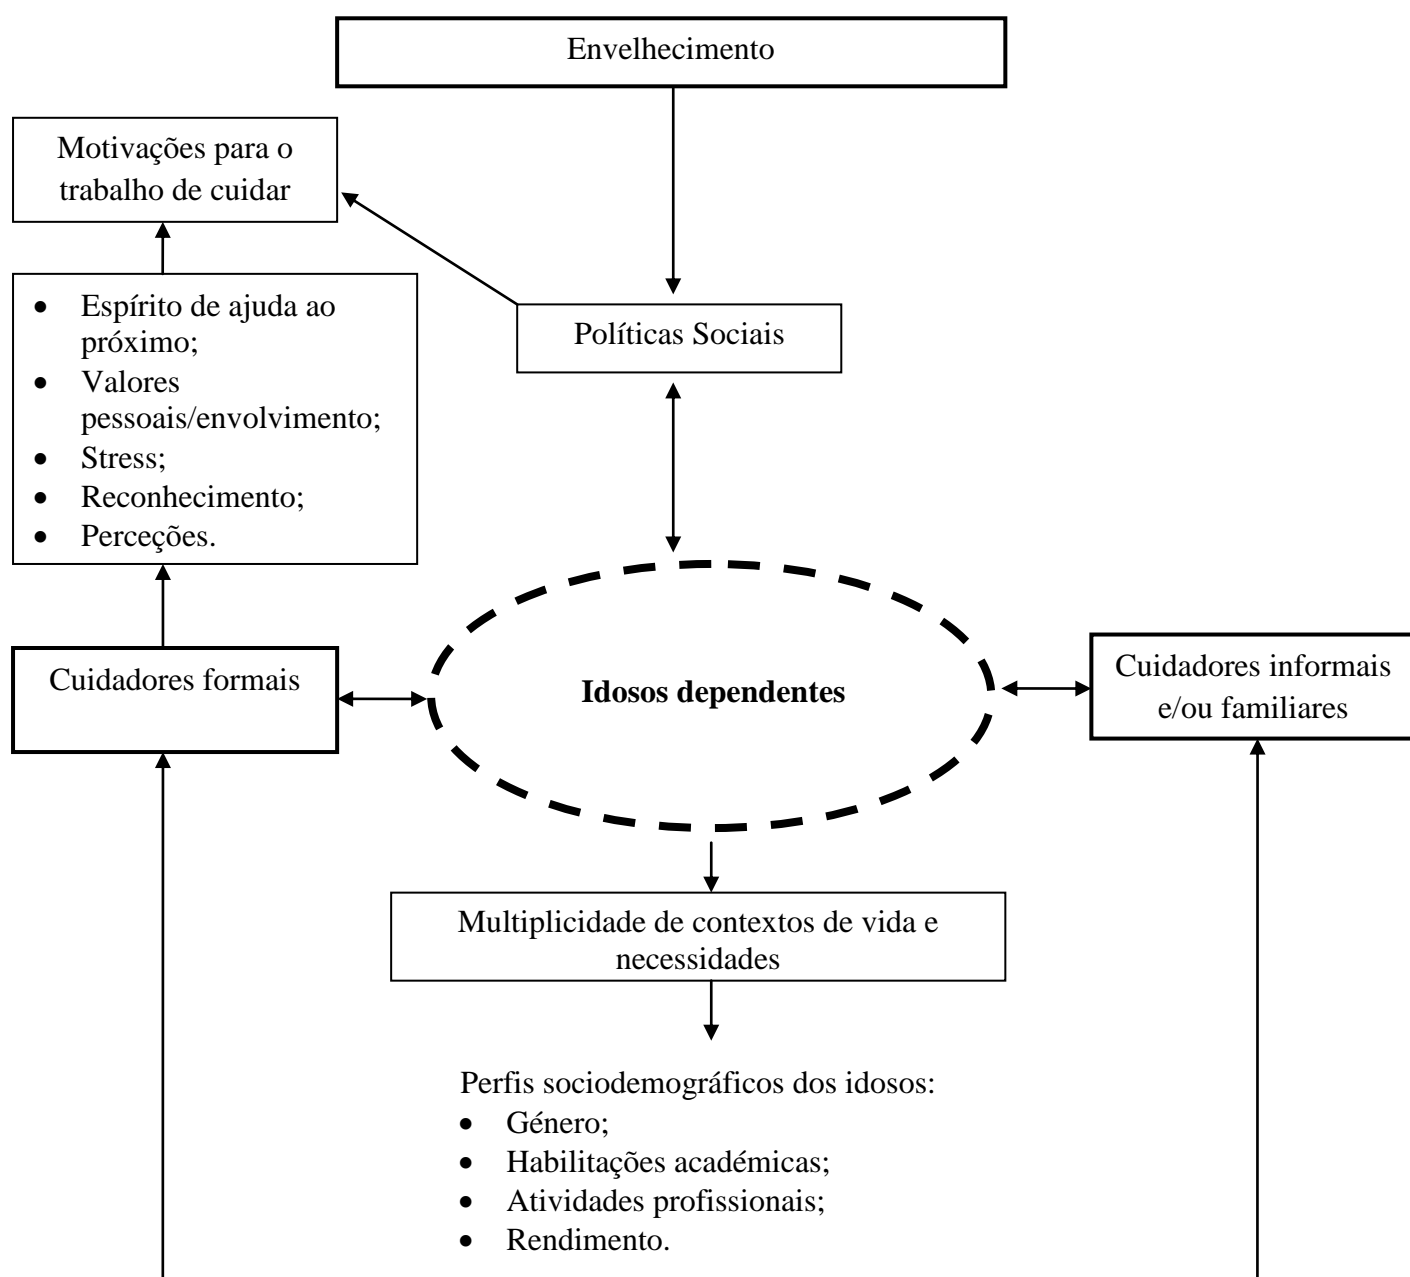 Envelhecimento
Motivações para o
trabalho de cuidar
• Espírito de ajuda ao
próximo;
• Valores
pessoais/envolvimento;
• Stress;
• Reconhecimento;
• Perceções.
Políticas Sociais
Cuidadores formais
Idosos dependentes
Cuidadores informais
e/ou familiares
Multiplicidade de contextos de vida e
necessidades
Perfis sociodemográficos dos idosos:
• Género;
• Habilitações académicas;
• Atividades profissionais;
• Rendimento.